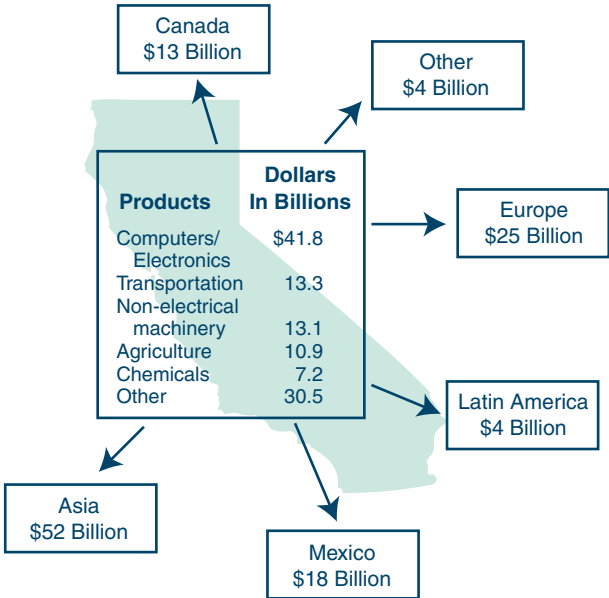 Canada
$13 Billion
Other
$4 Billion
Products
Dollars
In Billions
Computers/
Electronics
$41.8
Transportation 13.3
Non-electrical
machinery 13.1
Agriculture 10.9
Chemicals 7.2
Other 30.5
Europe
$25 Billion
Latin America
$4 Billion
Asia
$52 Billion
Mexico
$18 Billion